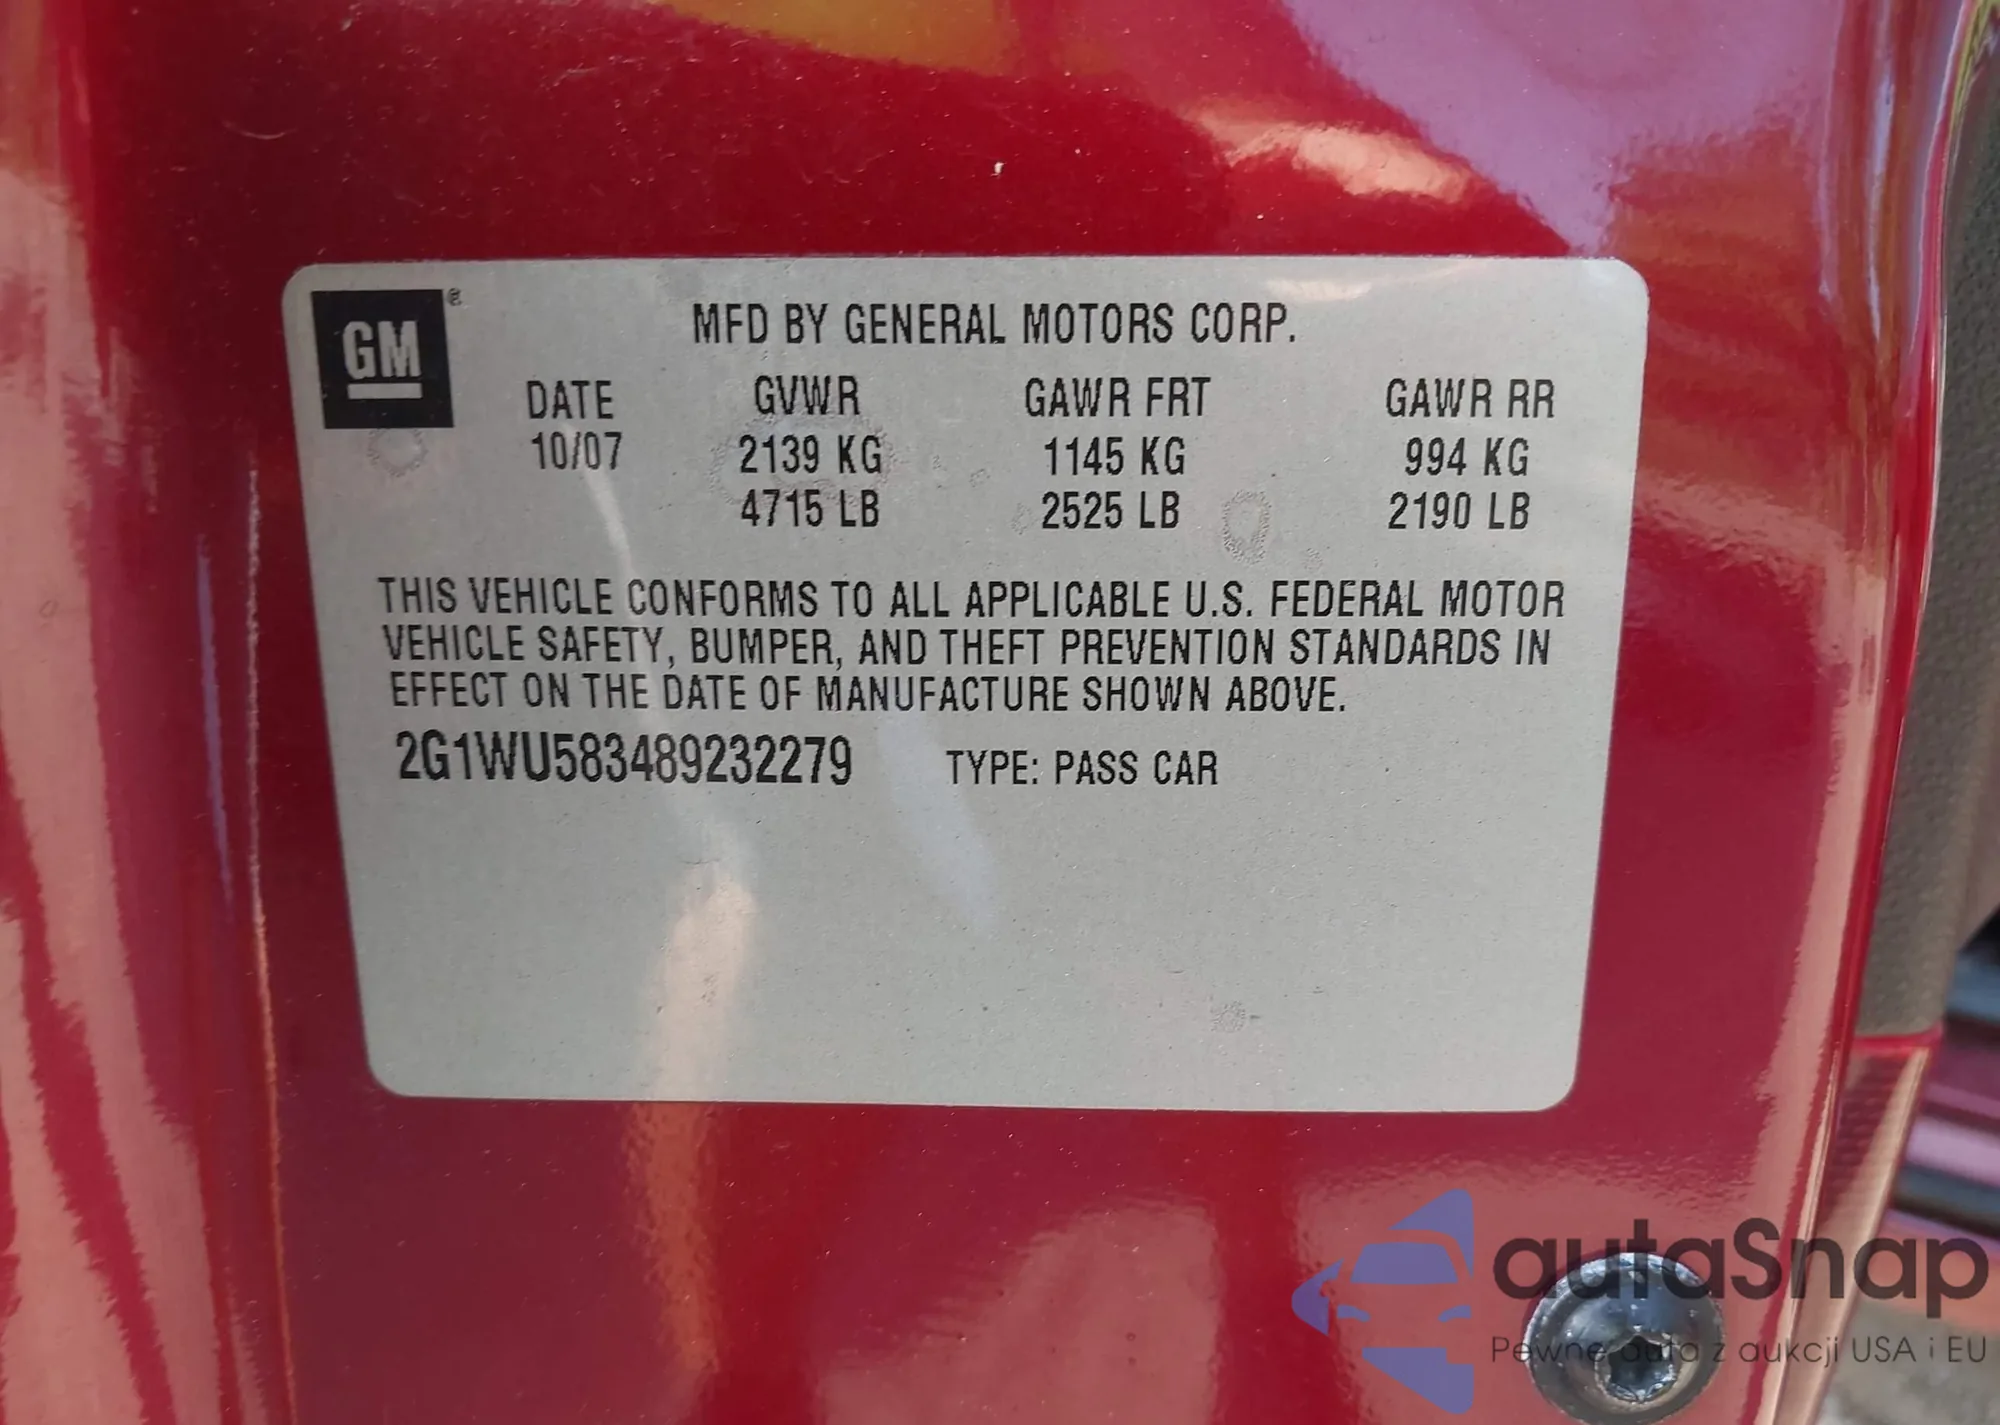 GM ®
MFD BY GENERAL MOTORS CORP.
DATE GVWR GAWR FRT GAWR RR
10/07 2139 KG 1145 KG 994 KG
4715 LB 2525 LB 2190 LB
THIS VEHICLE CONFORMS TO ALL APPLICABLE U.S. FEDERAL MOTOR
VEHICLE SAFETY, BUMPER, AND THEFT PREVENTION STANDARDS IN
EFFECT ON THE DATE OF MANUFACTURE SHOWN ABOVE.
2G1WU583489232279 TYPE: PASS CAR
autaSnap
Pewne auta z aukcji USA i EU